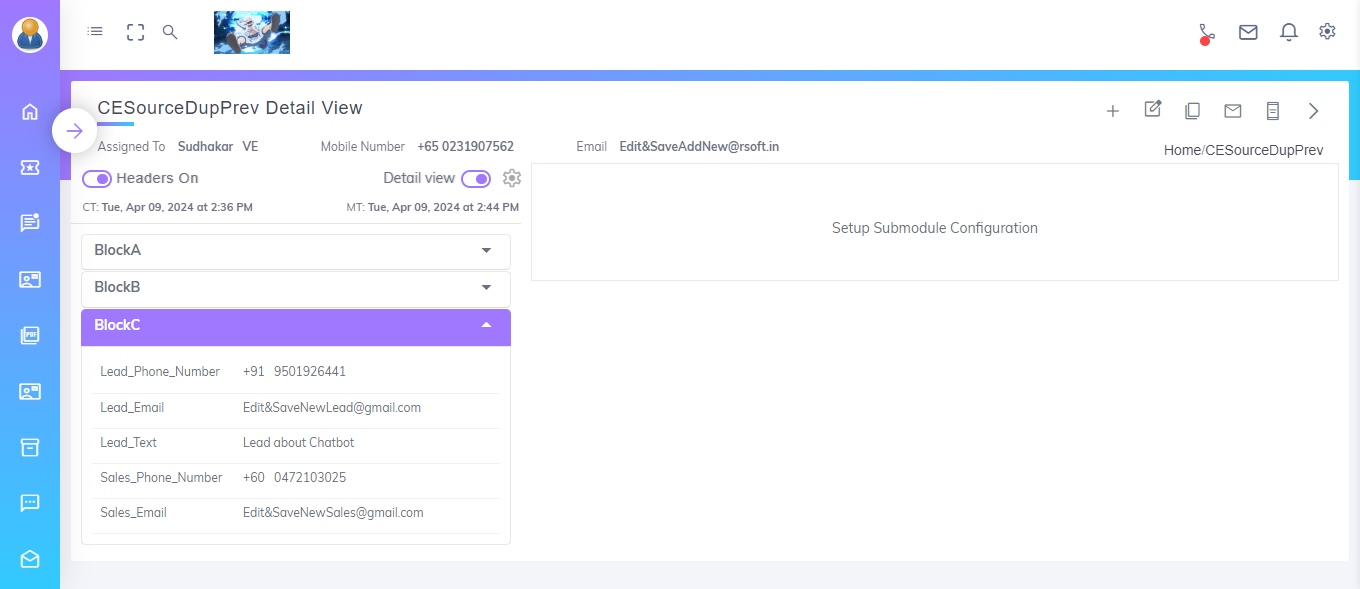 CESourceDupPrev Detail View
Assigned To Sudhakar VE Mobile Number +65 0231907562 Email Edit&SaveAddNew@rsoft.in
Home/CESourceDupPrev
Headers On Detail view
CT: Tue, Apr 09, 2024 at 2:36 PM MT: Tue, Apr 09, 2024 at 2:44 PM
Setup Submodule Configuration
BlockA
BlockB
BlockC
Lead_Phone_Number +91 9501926441
Lead_Email Edit&SaveNewLead@gmail.com
Lead_Text Lead about Chatbot
Sales_Phone_Number +60 0472103025
Sales_Email Edit&SaveNewSales@gmail.com
PDF